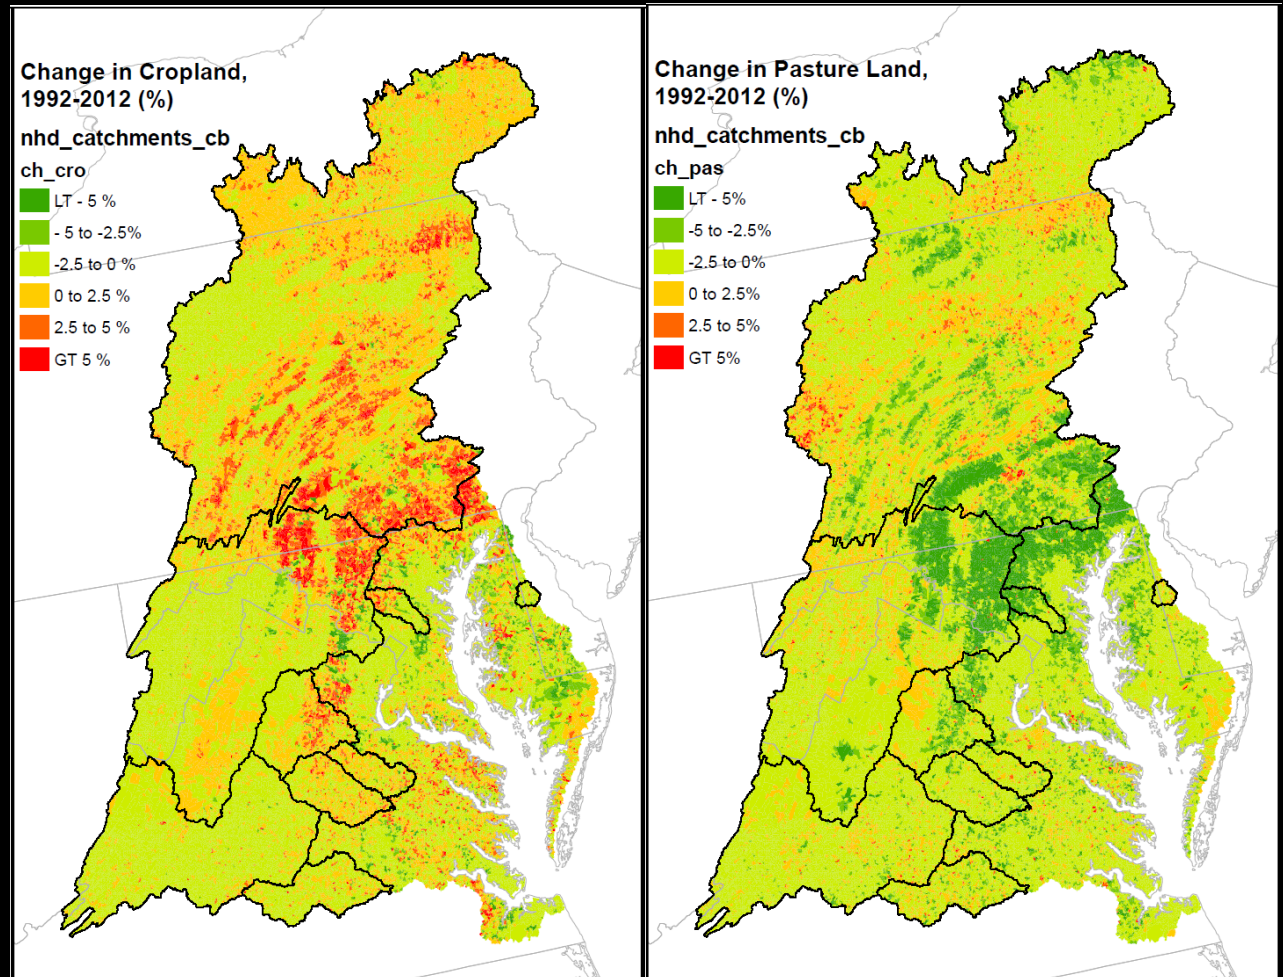 Change in Cropland,
1992-2012 (%)
nhd_catchments_cb
ch_cro
LT - 5 %
- 5 to -2.5%
-2.5 to 0 %
0 to 2.5 %
2.5 to 5 %
GT 5 %
Change in Pasture Land,
1992-2012 (%)
nhd_catchments_cb
ch_pas
LT - 5%
-5 to -2.5%
-2.5 to 0%
0 to 2.5%
2.5 to 5%
GT 5%